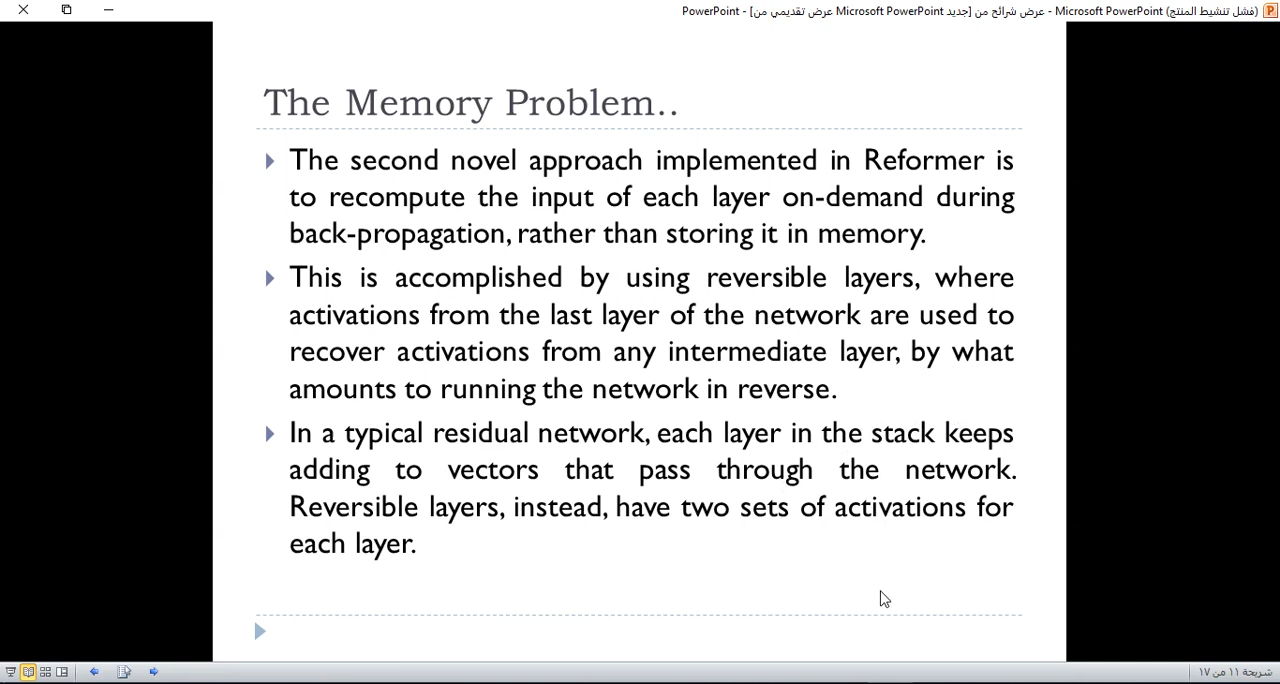 PowerPoint - [Microsoft PowerPoint عرض شرائح من [جديد عرض تقديمي من - Microsoft PowerPoint (فشل تنشيط المنتج)
The Memory Problem..
The second novel approach implemented in Reformer is
to recompute the input of each layer on-demand during
back-propagation, rather than storing it in memory.
This is accomplished by using reversible layers, where
activations from the last layer of the network are used to
recover activations from any intermediate layer, by what
amounts to running the network in reverse.
In a typical residual network, each layer in the stack keeps
adding to vectors that pass through the network.
Reversible layers, instead, have two sets of activations for
each layer.
شريحة ١١ من ١٧